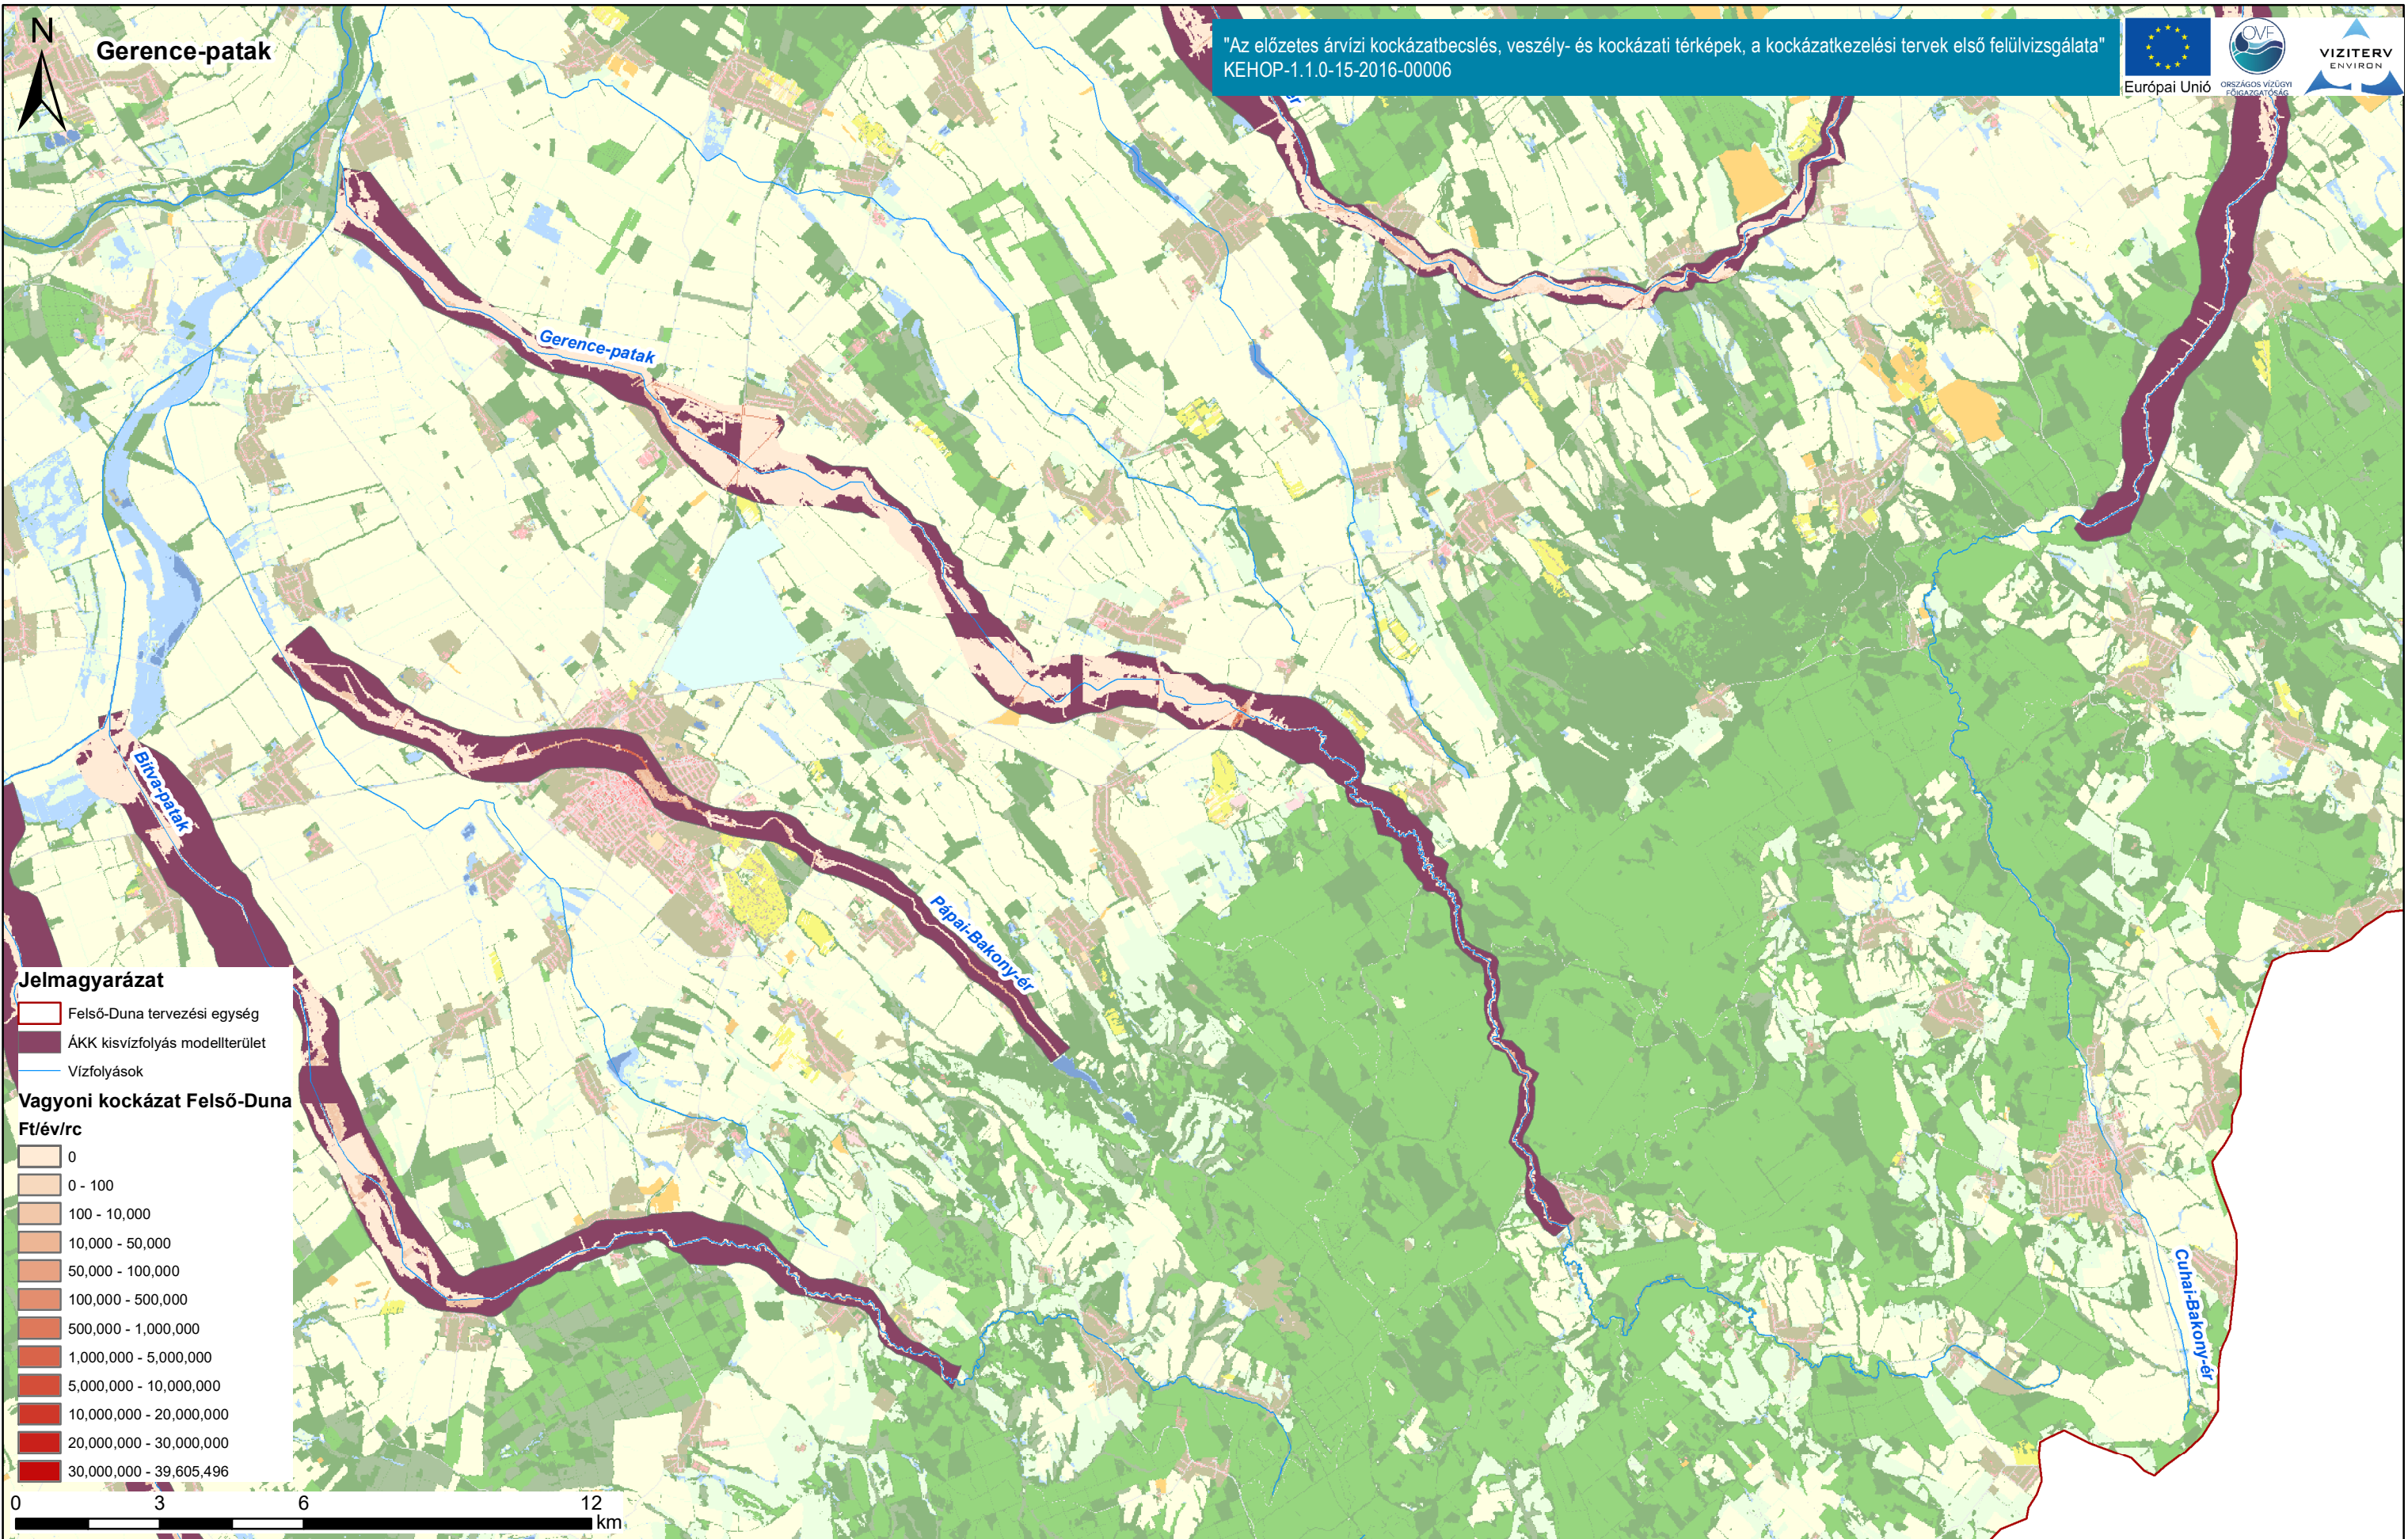 N
Gerence-patak
"Az előzetes árvízi kockázatbecslés, veszély- és kockázati térképek, a kockázatkezelési tervek első felülvizsgálata"
KEHOP-1.1.0-15-2016-00006
Európai Unió
OVF
ORSZÁGOS VÍZÜGYI
FŐIGAZGATÓSÁG
VIZITERV
ENVIRON
ér
Gerence-patak
Bitva-patak
Pápai-Bakony-ér
Cuhai-Bakony-ér
Jelmagyarázat
Felső-Duna tervezési egység
ÁKK kisvízfolyás modellterület
Vízfolyások
Vagyoni kockázat Felső-Duna
Ft/év/rc
0
0 - 100
100 - 10,000
10,000 - 50,000
50,000 - 100,000
100,000 - 500,000
500,000 - 1,000,000
1,000,000 - 5,000,000
5,000,000 - 10,000,000
10,000,000 - 20,000,000
20,000,000 - 30,000,000
30,000,000 - 39,605,496
0 3 6 12
km